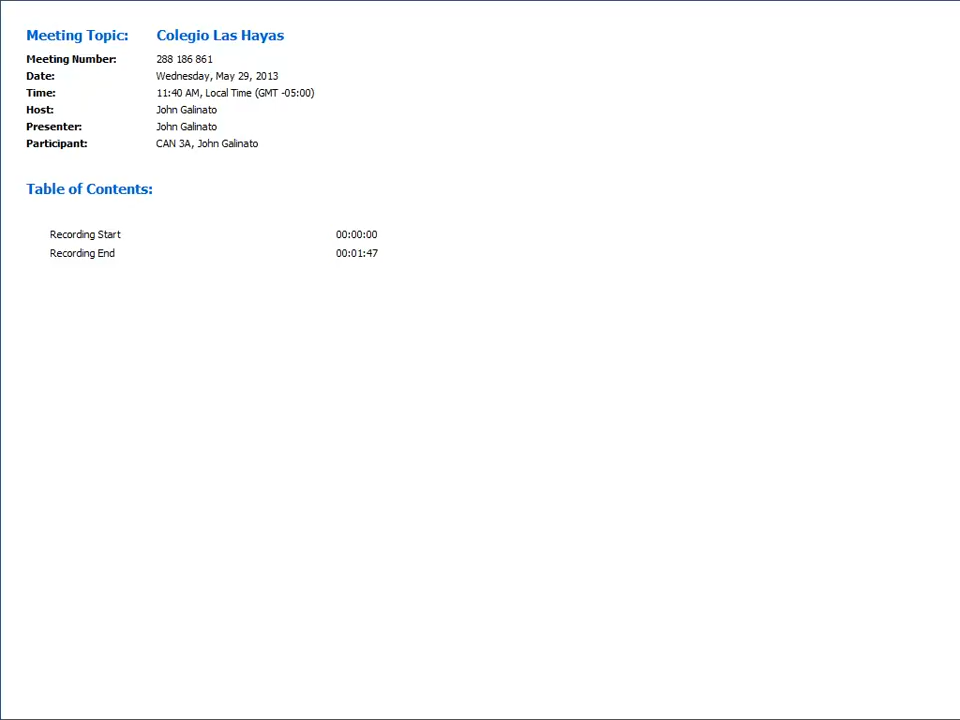 Meeting Topic: Colegio Las Hayas
Meeting Number: 288 186 861
Date: Wednesday, May 29, 2013
Time: 11:40 AM, Local Time (GMT -05:00)
Host: John Galinato
Presenter: John Galinato
Participant: CAN 3A, John Galinato
Table of Contents:
Recording Start 00:00:00
Recording End 00:01:47